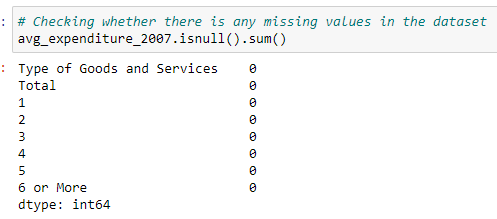 : # Checking whether there is any missing values in the dataset
avg_expenditure_2007.isnull().sum()
: Type of Goods and Services 0
Total 0
1 0
2 0
3 0
4 0
5 0
6 or More 0
dtype: int64